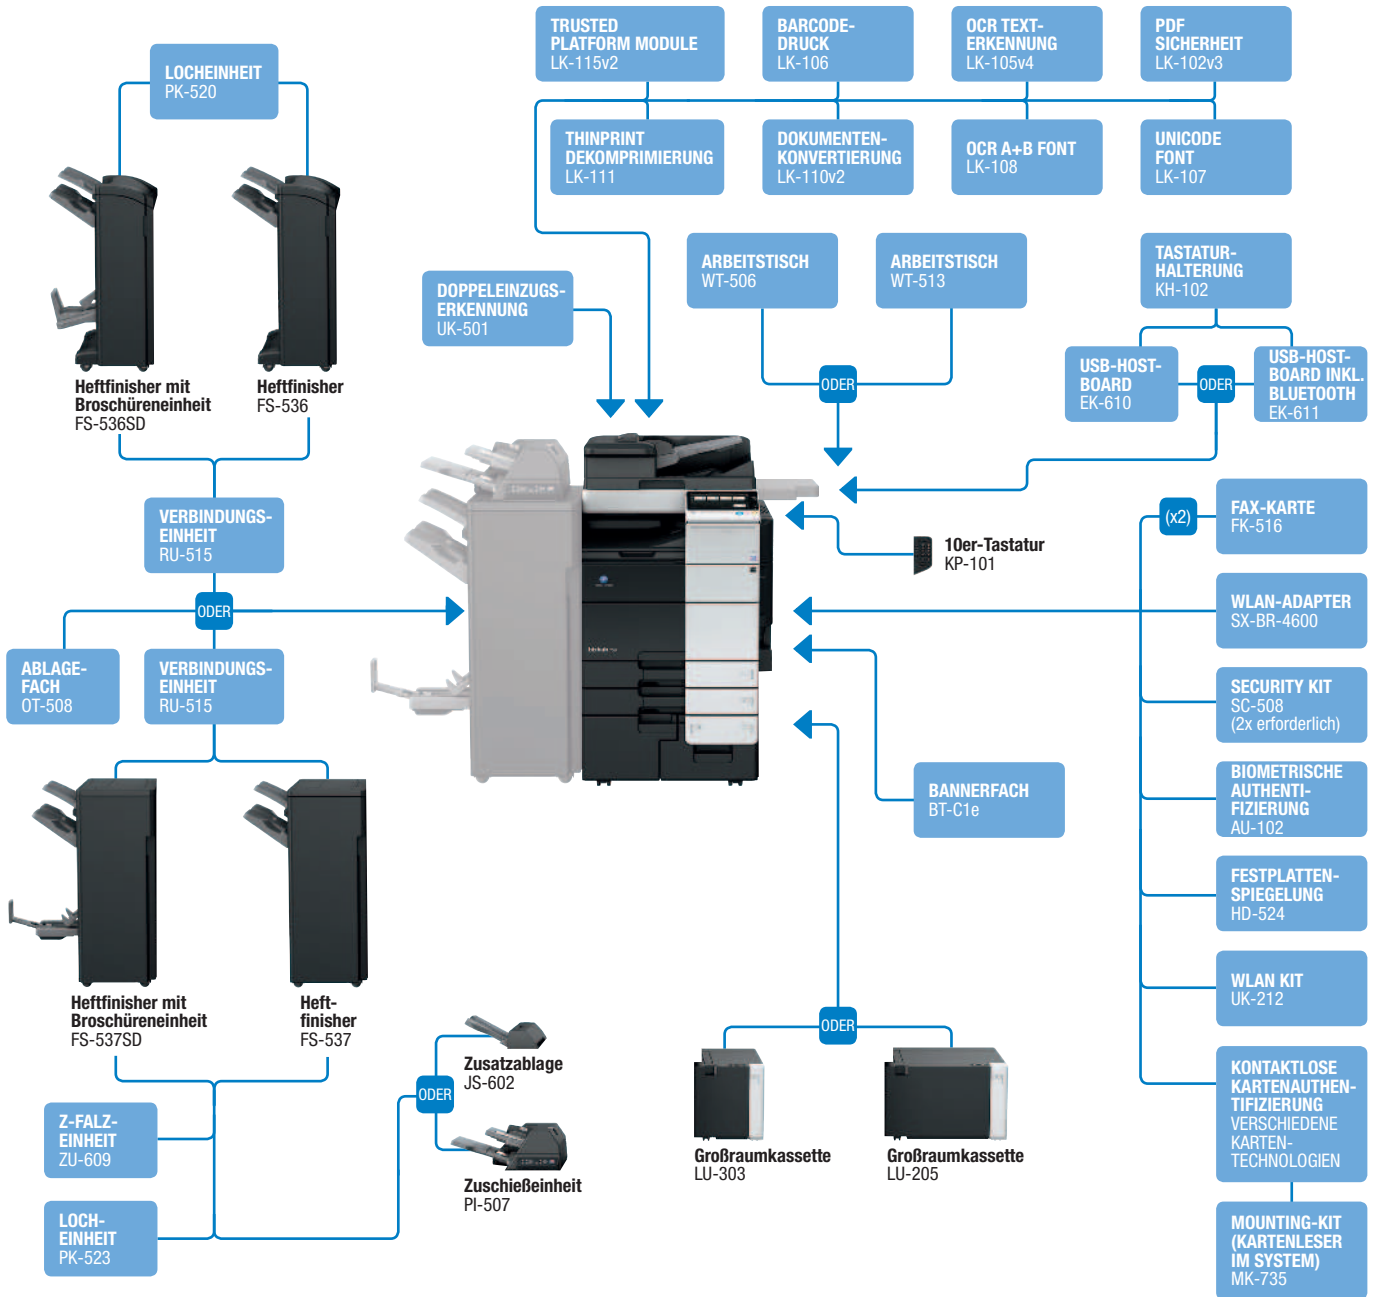 TRUSTED
PLATFORM MODULE
LK-115v2
BARCODE-
DRUCK
LK-106
OCR TEXT-
ERKENNUNG
LK-105v4
PDF
SICHERHEIT
LK-102v3
LOCHEINHEIT
PK-520
THINPRINT
DEKOMPRIMIERUNG
LK-111
DOKUMENTEN-
KONVERTIERUNG
LK-110v2
OCR A+B FONT
LK-108
UNICODE
FONT
LK-107
ARBEITSTISCH
WT-506
ARBEITSTISCH
WT-513
TASTATUR-
HALTERUNG
KH-102
DOPPELEINZUGS-
ERKENNUNG
UK-501
ODER
USB-HOST-
BOARD
EK-610
ODER
USB-HOST-
BOARD INKL.
BLUETOOTH
EK-611
Heftfinisher mit
Broschüreneinheit
FS-536SD
Heftfinisher
FS-536
VERBINDUNGS-
EINHEIT
RU-515
(x2)
FAX-KARTE
FK-516
10er-Tastatur
KP-101
ODER
WLAN-ADAPTER
SX-BR-4600
ABLAGE-
FACH
OT-508
VERBINDUNGS-
EINHEIT
RU-515
SECURITY KIT
SC-508
(2x erforderlich)
BANNERFACH
BT-C1e
BIOMETRISCHE
AUTHENTI-
FIZIERUNG
AU-102
FESTPLATTEN-
SPIEGELUNG
HD-524
WLAN KIT
UK-212
Heftfinisher mit
Broschüreneinheit
FS-537SD
Heft-
finisher
FS-537
ODER
Zusatzablage
JS-602
ODER
Zuschießeinheit
PI-507
Großraumkassette
LU-303
Großraumkassette
LU-205
KONTAKTLOSE
KARTENAUTHEN-
TIFIZIERUNG
VERSCHIEDENE
KARTEN-
TECHNOLOGIEN
Z-FALZ-
EINHEIT
ZU-609
LOCH-
EINHEIT
PK-523
MOUNTING-KIT
(KARTENLESER
IM SYSTEM)
MK-735